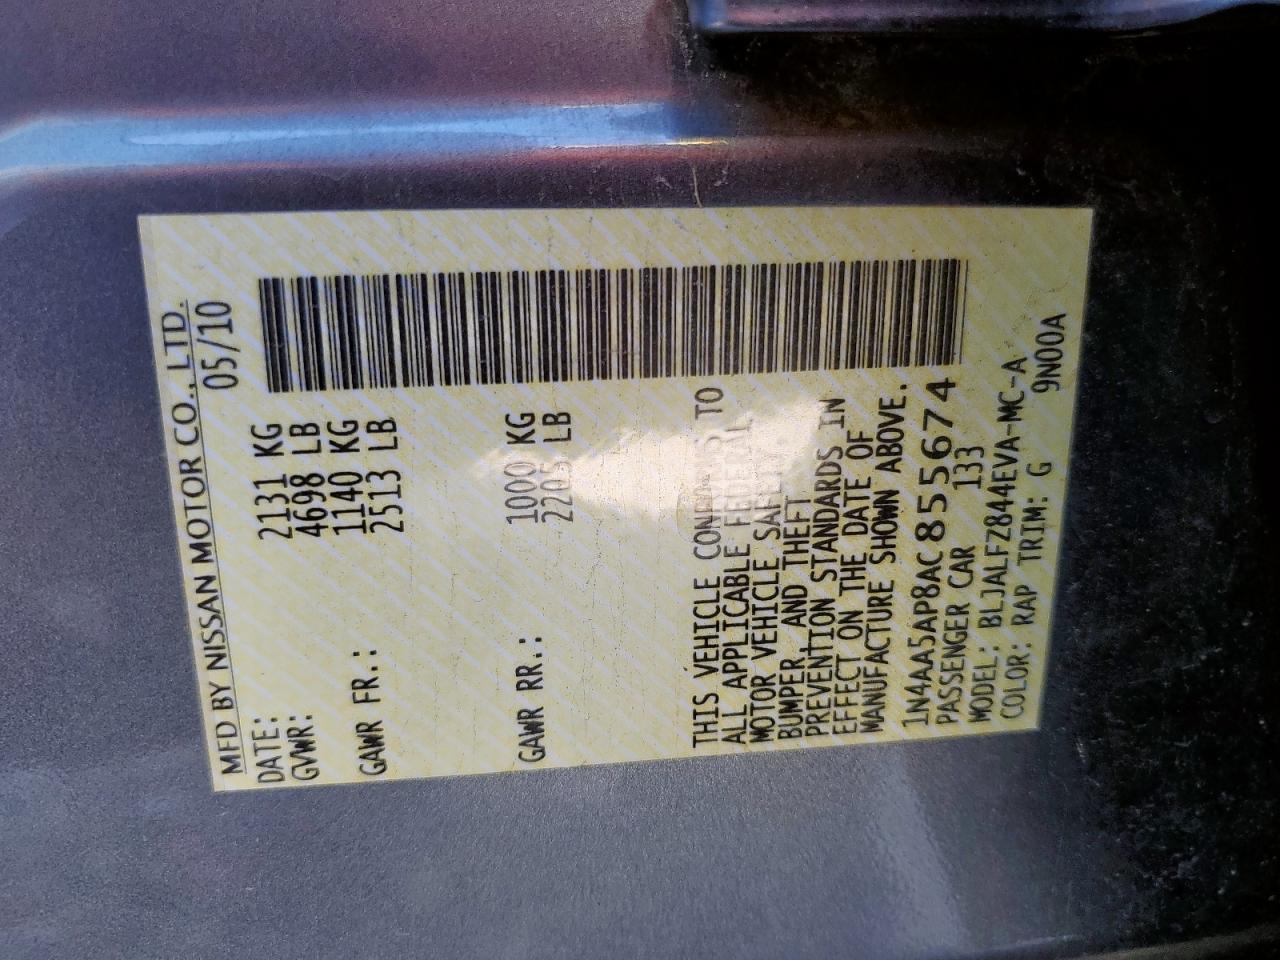 MFD BY NISSAN MOTOR CO., LTD.
DATE: 05/10
GVWR: 2131 KG
4698 LB
GAWR FR.: 1140 KG
2513 LB
GAWR RR.: 1000 KG
2205 LB
THIS VEHICLE CONFORMS TO
ALL APPLICABLE FEDERAL
MOTOR VEHICLE SAFETY,
BUMPER, AND THEFT
PREVENTION STANDARDS IN
EFFECT ON THE DATE OF
MANUFACTURE SHOWN ABOVE.
1N4AA5AP8AC855674
PASSENGER CAR 133
MODEL: BLJALFZ844EVA-MC-A
COLOR: RAP TRIM: G 9N00A